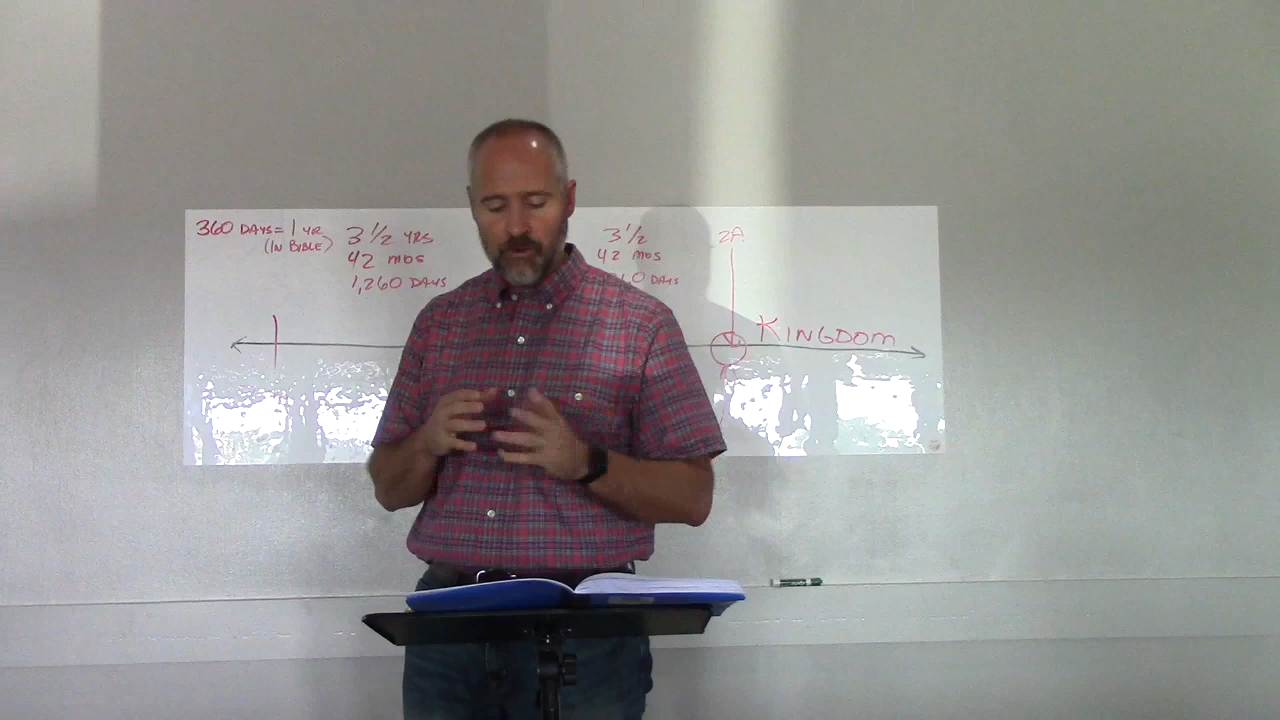 360 DAYS = 1 YR
(IN BIBLE)
3 1/2 YRS
42 MOS
1,260 DAYS
3 1/2
42 MOS
60 DAYS
2A
KINGDOM